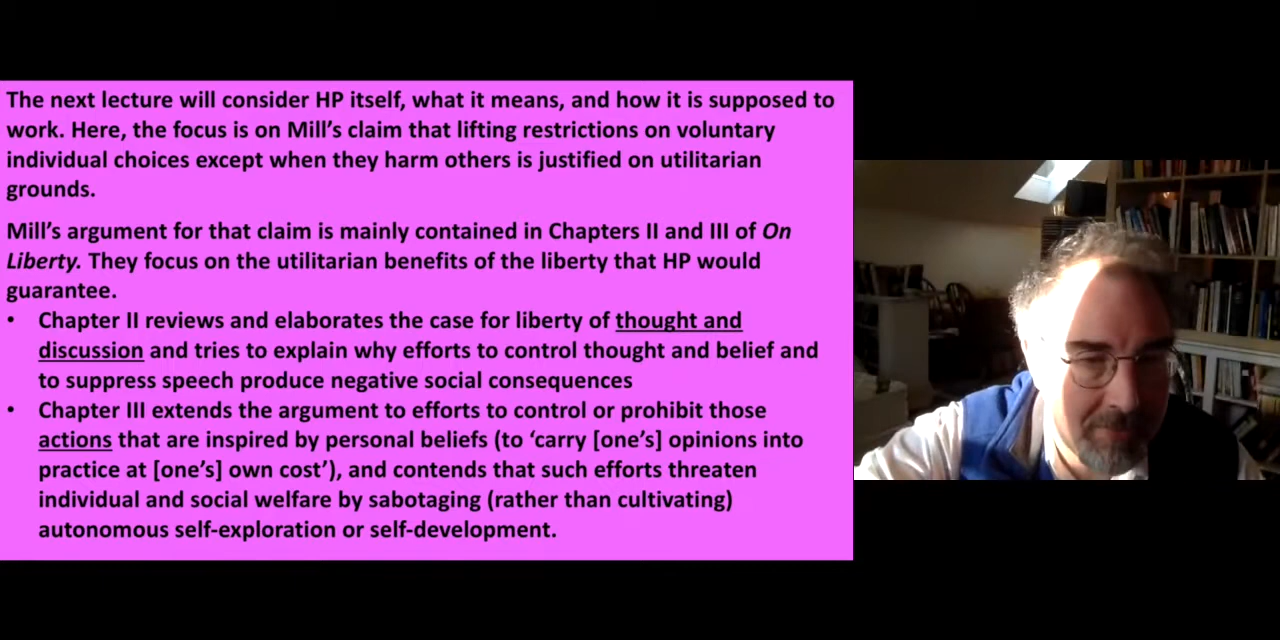 The next lecture will consider HP itself, what it means, and how it is supposed to
work. Here, the focus is on Mill’s claim that lifting restrictions on voluntary
individual choices except when they harm others is justified on utilitarian
grounds.
Mill’s argument for that claim is mainly contained in Chapters II and III of On
Liberty. They focus on the utilitarian benefits of the liberty that HP would
guarantee.
• Chapter II reviews and elaborates the case for liberty of thought and
discussion and tries to explain why efforts to control thought and belief and
to suppress speech produce negative social consequences
• Chapter III extends the argument to efforts to control or prohibit those
actions that are inspired by personal beliefs (to ‘carry [one’s] opinions into
practice at [one’s] own cost’), and contends that such efforts threaten
individual and social welfare by sabotaging (rather than cultivating)
autonomous self-exploration or self-development.